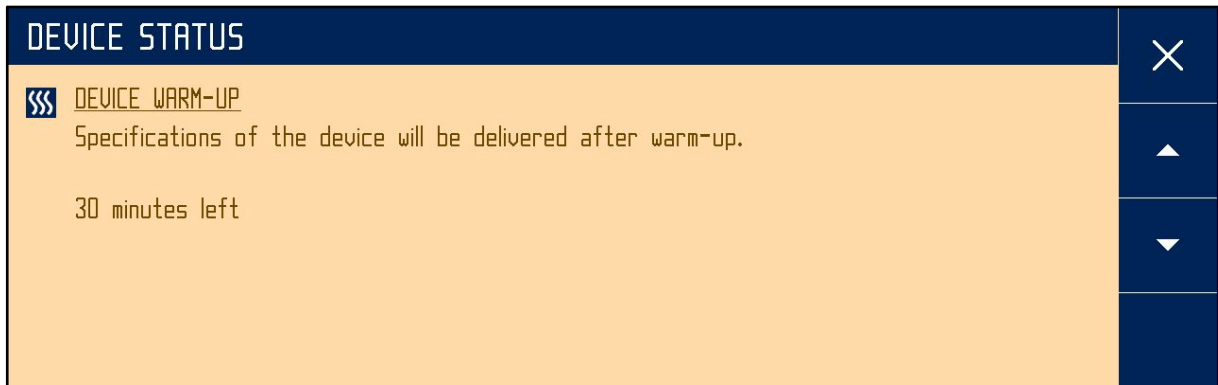 DEVICE STATUS
DEVICE WARM-UP
Specifications of the device will be delivered after warm-up.
30 minutes left